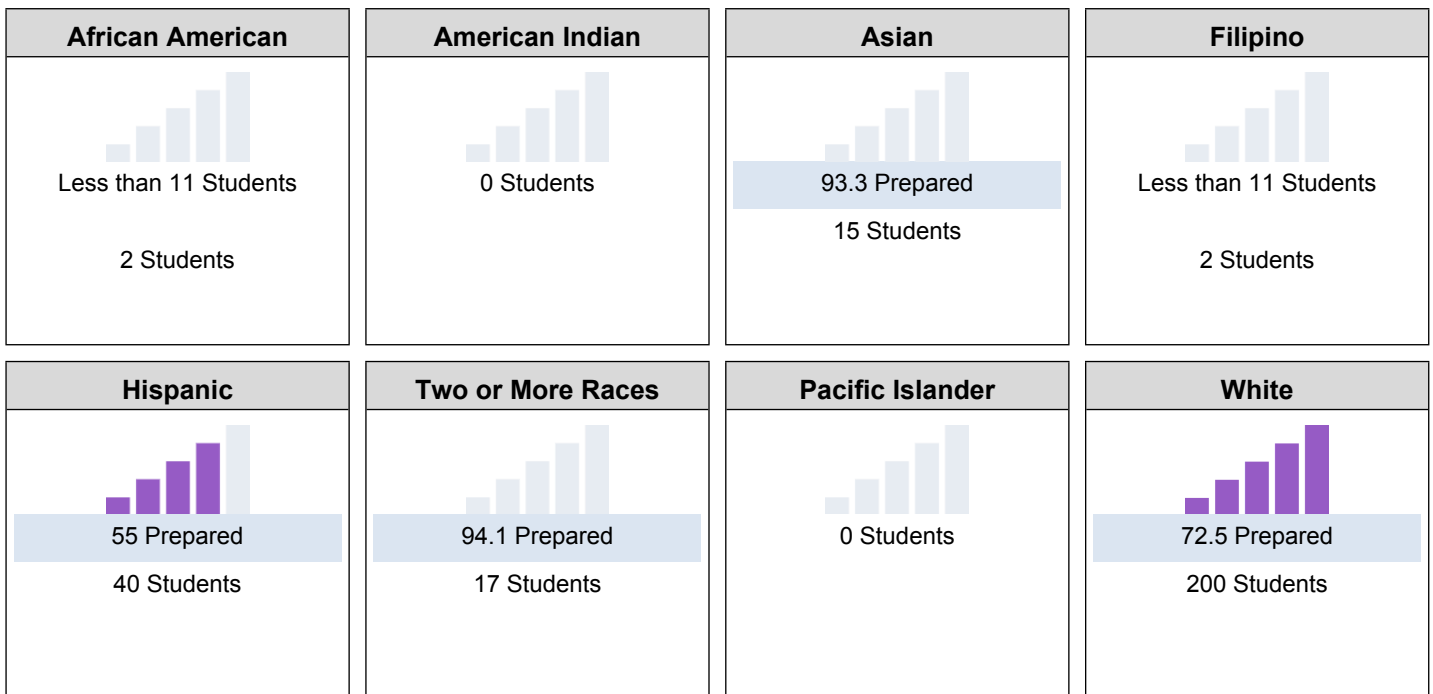 African American
Less than 11 Students
2 Students
American Indian
0 Students
Asian
93.3 Prepared
15 Students
Filipino
Less than 11 Students
2 Students
Hispanic
55 Prepared
40 Students
Two or More Races
94.1 Prepared
17 Students
Pacific Islander
0 Students
White
72.5 Prepared
200 Students